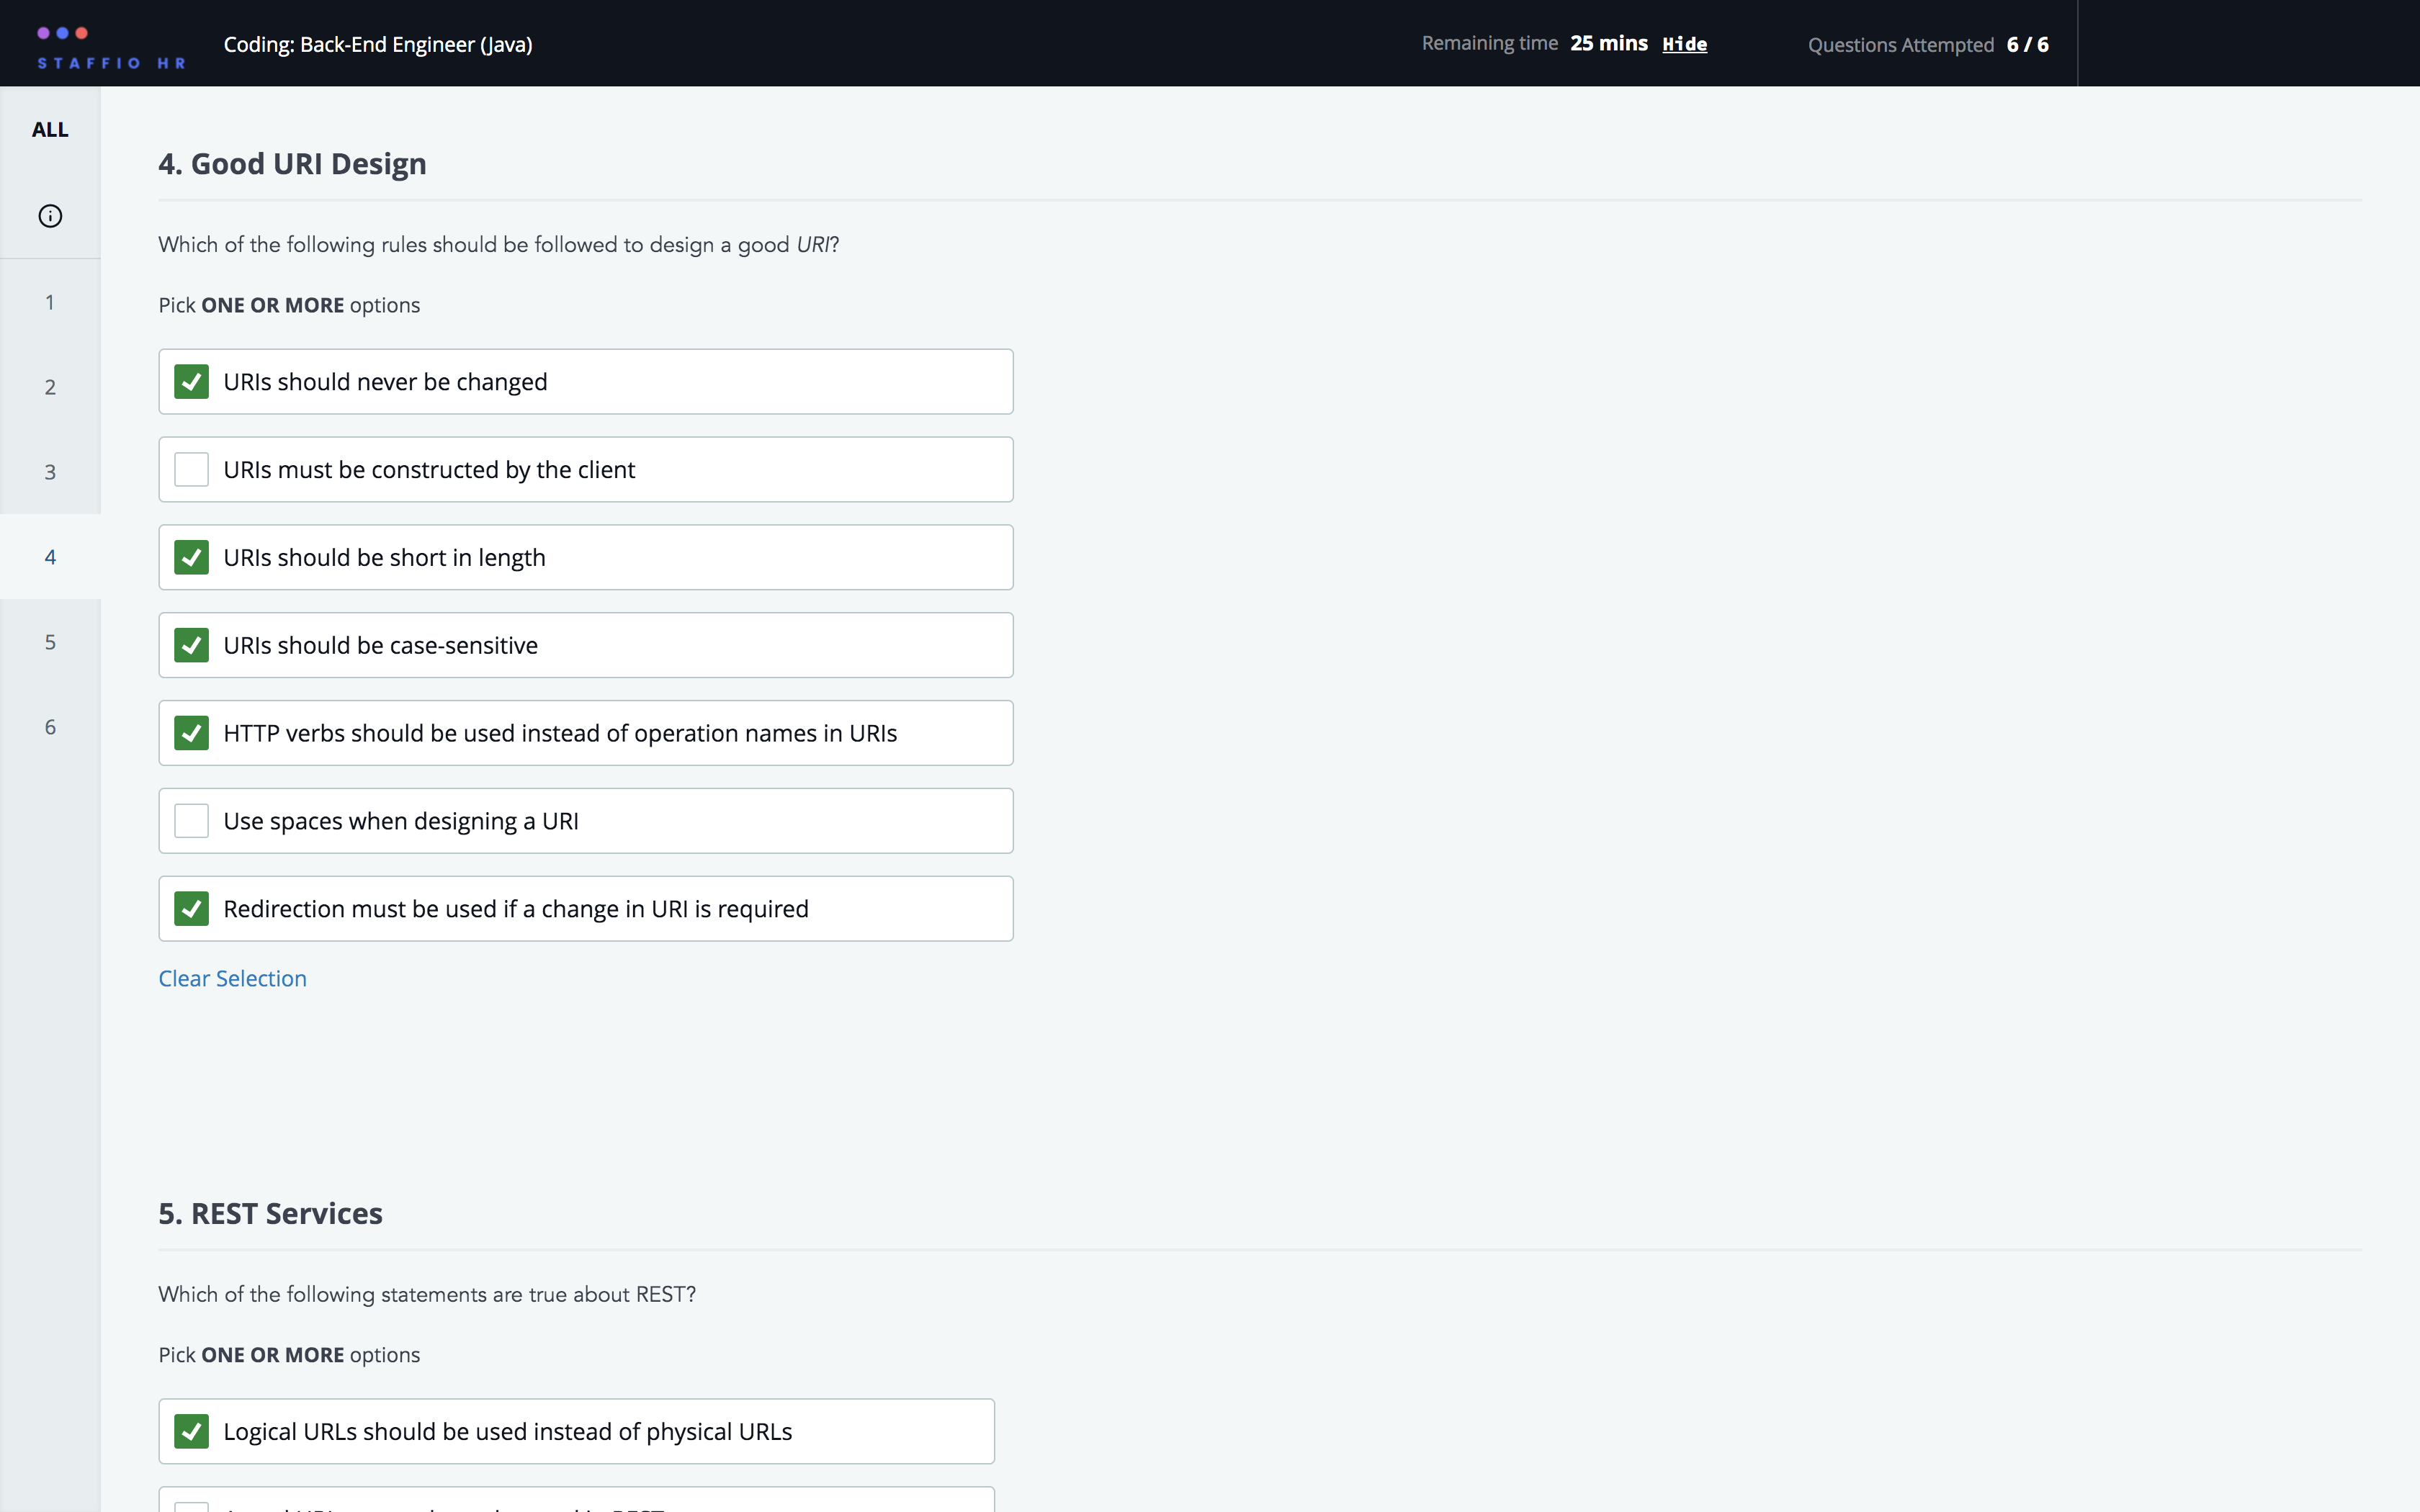 STAFFIO HR
Coding: Back-End Engineer (Java)
Remaining time 25 mins Hide
Questions Attempted 6 / 6
ALL
1
2
3
4
5
6
4. Good URI Design
Which of the following rules should be followed to design a good URI?
Pick ONE OR MORE options
URIs should never be changed
URIs must be constructed by the client
URIs should be short in length
URIs should be case-sensitive
HTTP verbs should be used instead of operation names in URIs
Use spaces when designing a URI
Redirection must be used if a change in URI is required
Clear Selection
5. REST Services
Which of the following statements are true about REST?
Pick ONE OR MORE options
Logical URLs should be used instead of physical URLs